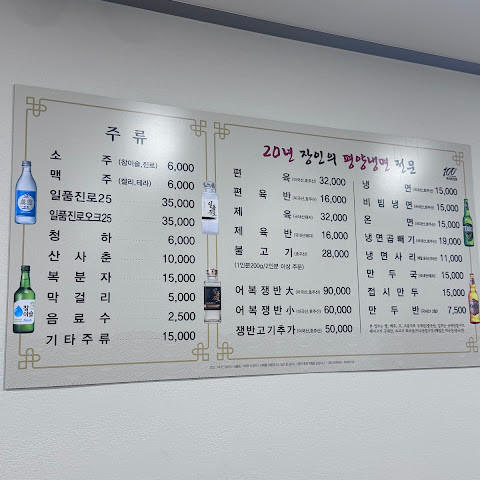 주 류
소 주 (참이슬,진로) 6,000
맥 주 (켈리,테라) 6,000
일품진로25 35,000
일품진로오크25 35,000
청 하 6,000
산 사 춘 10,000
복 분 자 15,000
막 걸 리 5,000
음 료 수 2,500
기 타 주 류 15,000
20년 장인의 평양냉면 전문
편 육 32,000
편 육 반 16,000
제 육 32,000
제 육 반 16,000
불 고 기 28,000
(1인분200g/2인분 이상 주문)
어 복 쟁 반 大 90,000
어 복 쟁 반 小 60,000
쟁반고기추가 50,000
냉 면 15,000
비 빔 냉 면 15,000
온 면 15,000
냉 면 곱 빼 기 19,000
냉 면 사 리 11,000
만 두 국 15,000
접 시 만 두 15,000
만 두 반 7,500